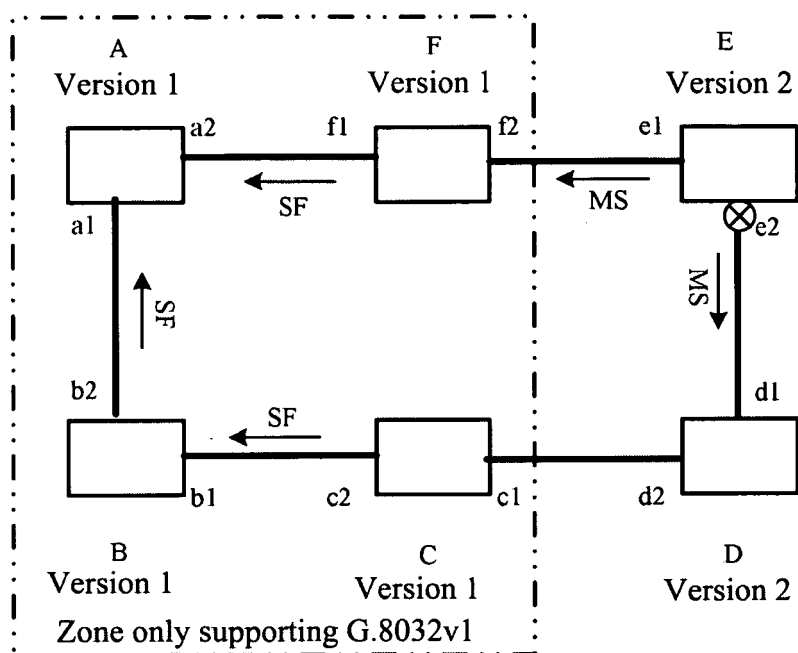 A
Version 1
F
Version 1
E
Version 2
a2
f1
f2
e1
SF
MS
a1
e2
SF
MS
b2
SF
d1
b1
c2
c1
d2
B
Version 1
C
Version 1
D
Version 2
Zone only supporting G.8032v1